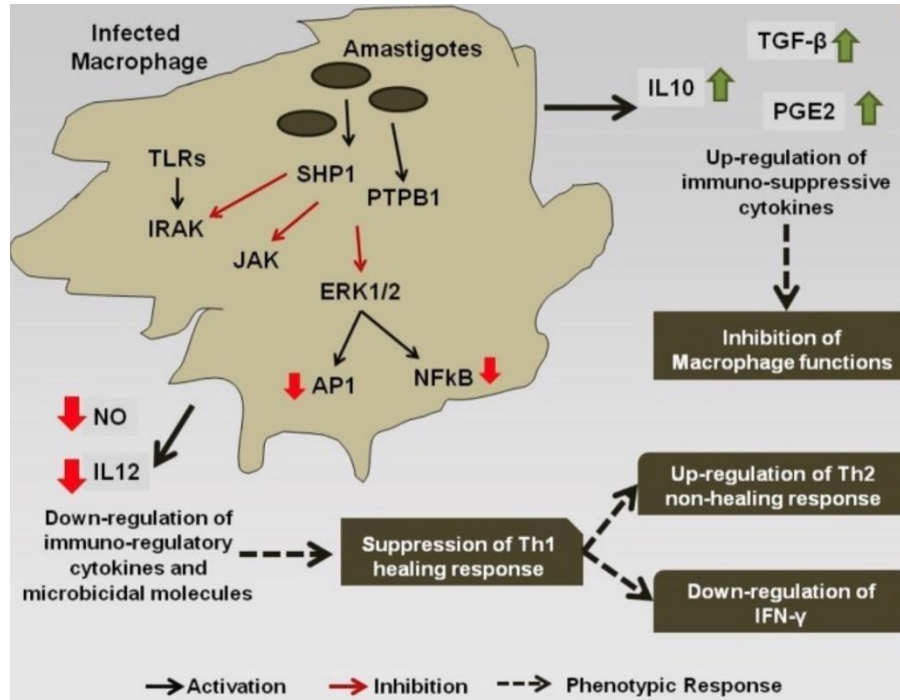 Infected
Macrophage
Amastigotes
TLRs
IRAK
SHP1
PTPB1
JAK
ERK1/2
AP1
NFkB
IL10
TGF-β
PGE2
Up-regulation of
immuno-suppressive
cytokines
Inhibition of
Macrophage functions
NO
IL12
Down-regulation of
immuno-regulatory
cytokines and
microbicidal molecules
Suppression of Th1
healing response
Up-regulation of Th2
non-healing response
Down-regulation of
IFN-γ
Activation
Inhibition
Phenotypic Response